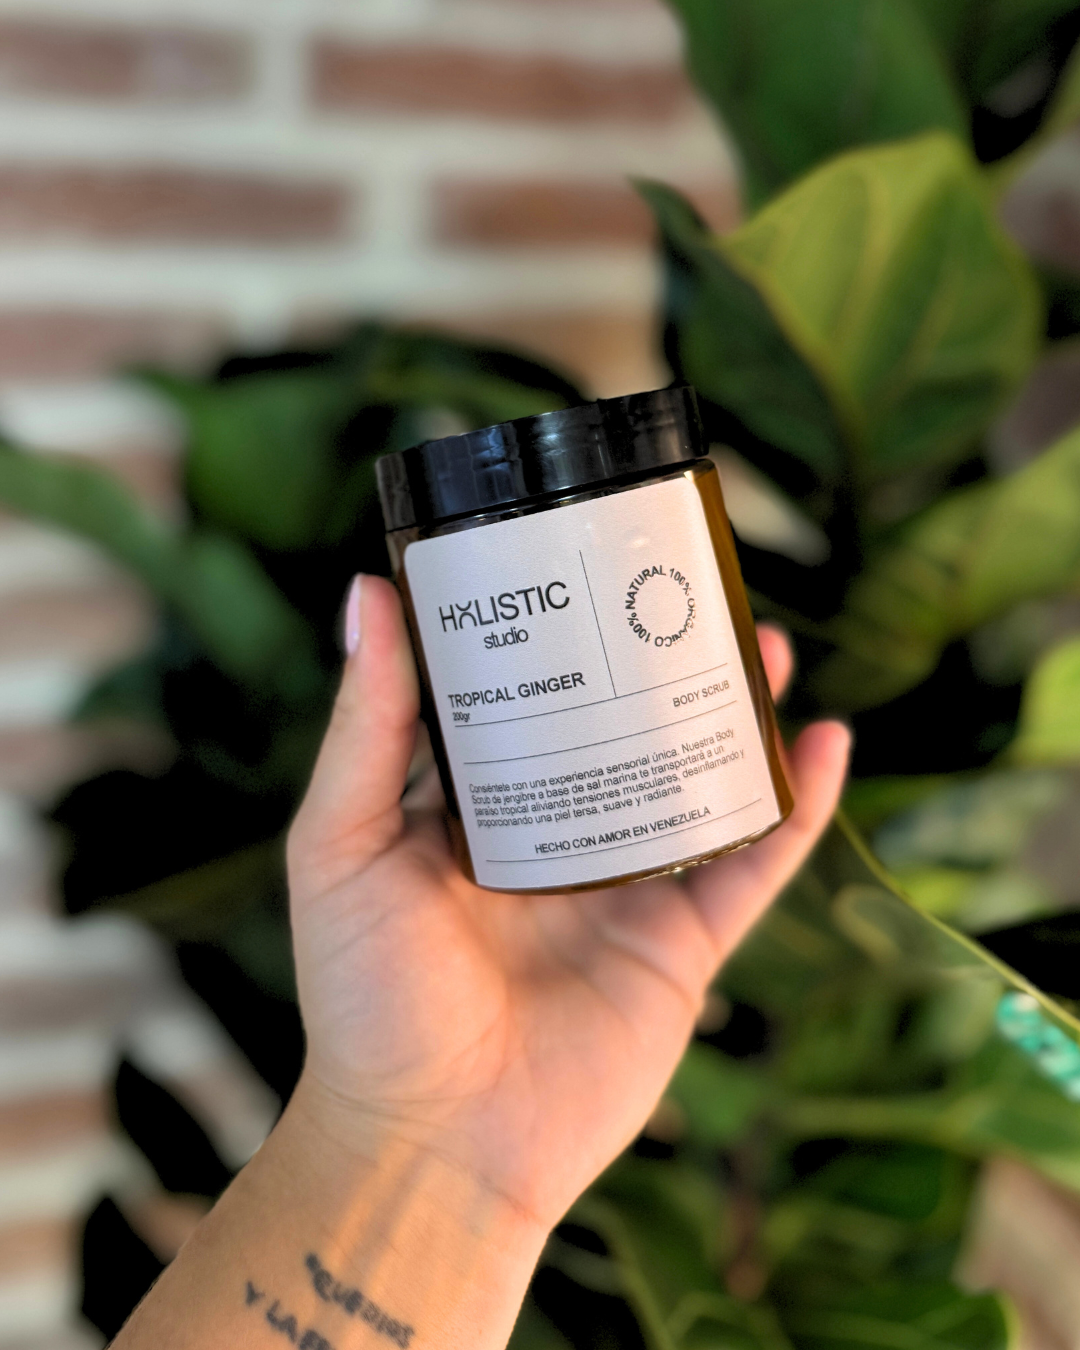 HOLISTIC
studio
100% NATURAL 100% ORGÁNICO
TROPICAL GINGER
200gr
BODY SCRUB
Conséntete con una experiencia sensorial única. Nuestra Body
Scrub de jengibre a base de sal marina te transportará a un
paraíso tropical aliviando tensiones musculares, desinflamando y
proporcionando una piel tersa, suave y radiante.
HECHO CON AMOR EN VENEZUELA
Y LA